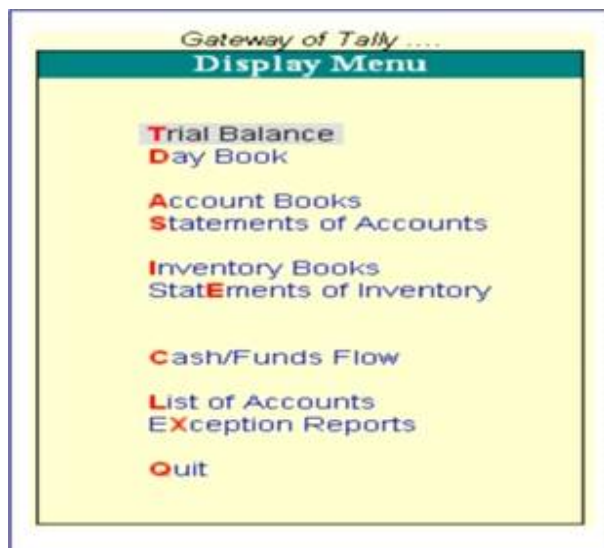 Gateway of Tally ....
Display Menu
Trial Balance
Day Book
Account Books
Statements of Accounts
Inventory Books
StatEments of Inventory
Cash/Funds Flow
List of Accounts
EXception Reports
Quit